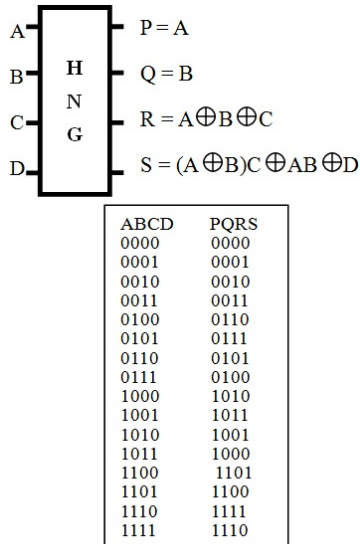 A P = A
B H Q = B
N
C G R = A⊕B⊕C
D S = (A⊕B)C⊕AB⊕D
ABCD PQRS
0000 0000
0001 0001
0010 0010
0011 0011
0100 0110
0101 0111
0110 0101
0111 0100
1000 1010
1001 1011
1010 1001
1011 1000
1100 1101
1101 1100
1110 1111
1111 1110